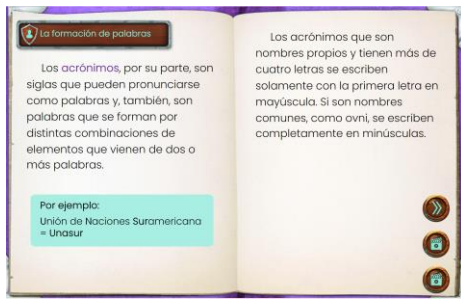 La formación de palabras
Los acrónimos, por su parte, son
siglas que pueden pronunciarse
como palabras y, también, son
palabras que se forman por
distintas combinaciones de
elementos que vienen de dos o
más palabras.
Por ejemplo:
Unión de Naciones Suramericana
= Unasur
Los acrónimos que son
nombres propios y tienen más de
cuatro letras se escriben
solamente con la primera letra en
mayúscula. Si son nombres
comunes, como ovni, se escriben
completamente en minúsculas.